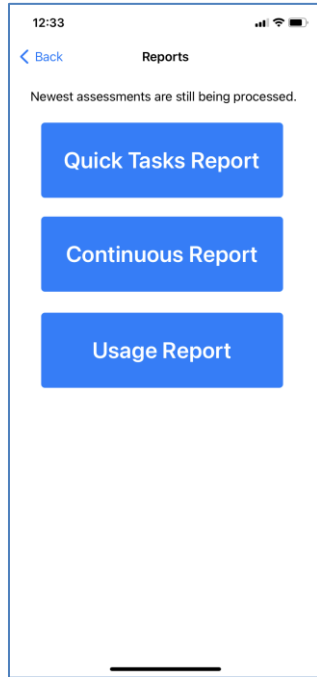 12:33
Back Reports
Newest assessments are still being processed.
Quick Tasks Report
Continuous Report
Usage Report